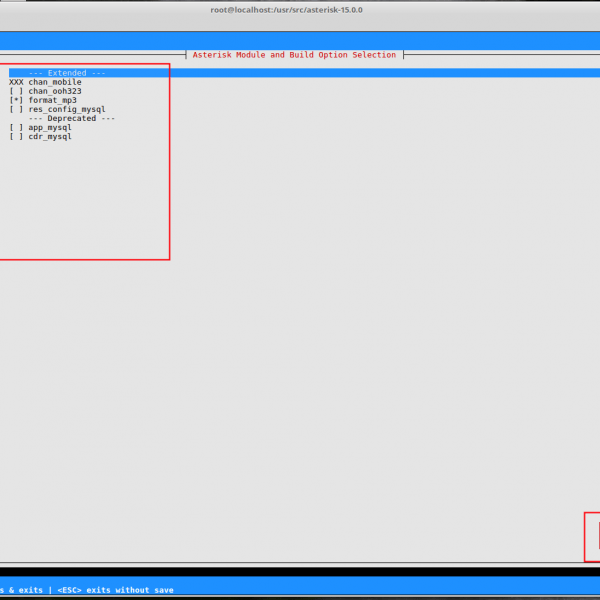 root@localhost:/usr/src/asterisk-15.0.0
Asterisk Module and Build Option Selection
--- Extended ---
XXX chan_mobile
[ ] chan_ooh323
[*] format_mp3
[ ] res_config_mysql
--- Deprecated ---
[ ] app_mysql
[ ] cdr_mysql
s & exits | <ESC> exits without save